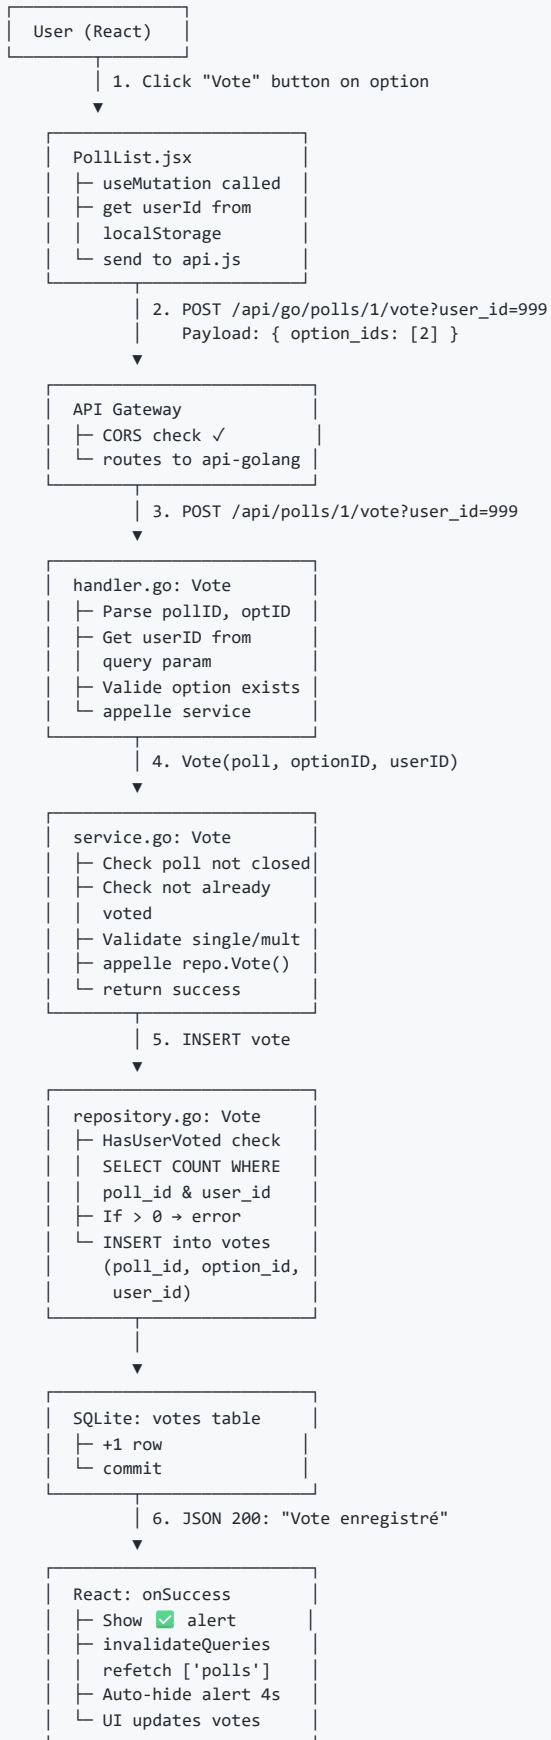 User (React)
1. Click "Vote" button on option
▼
PollList.jsx
├─ useMutation called
├─ get userId from
│ localStorage
└─ send to api.js
2. POST /api/go/polls/1/vote?user_id=999
Payload: { option_ids: [2] }
▼
API Gateway
├─ CORS check ✓
└─ routes to api-golang
3. POST /api/polls/1/vote?user_id=999
▼
handler.go: Vote
├─ Parse pollID, optID
├─ Get userID from
│ query param
├─ Valide option exists
└─ appelle service
4. Vote(poll, optionID, userID)
▼
service.go: Vote
├─ Check poll not closed
├─ Check not already
│ voted
├─ Validate single/mult
├─ appelle repo.Vote()
└─ return success
5. INSERT vote
▼
repository.go: Vote
├─ HasUserVoted check
│ SELECT COUNT WHERE
│ poll_id & user_id
├─ If > 0 → error
└─ INSERT into votes
(poll_id, option_id,
user_id)
▼
SQLite: votes table
├─ +1 row
└─ commit
6. JSON 200: "Vote enregistré"
▼
React: onSuccess
├─ Show ✅ alert
├─ invalidateQueries
│ refetch ['polls']
├─ Auto-hide alert 4s
└─ UI updates votes